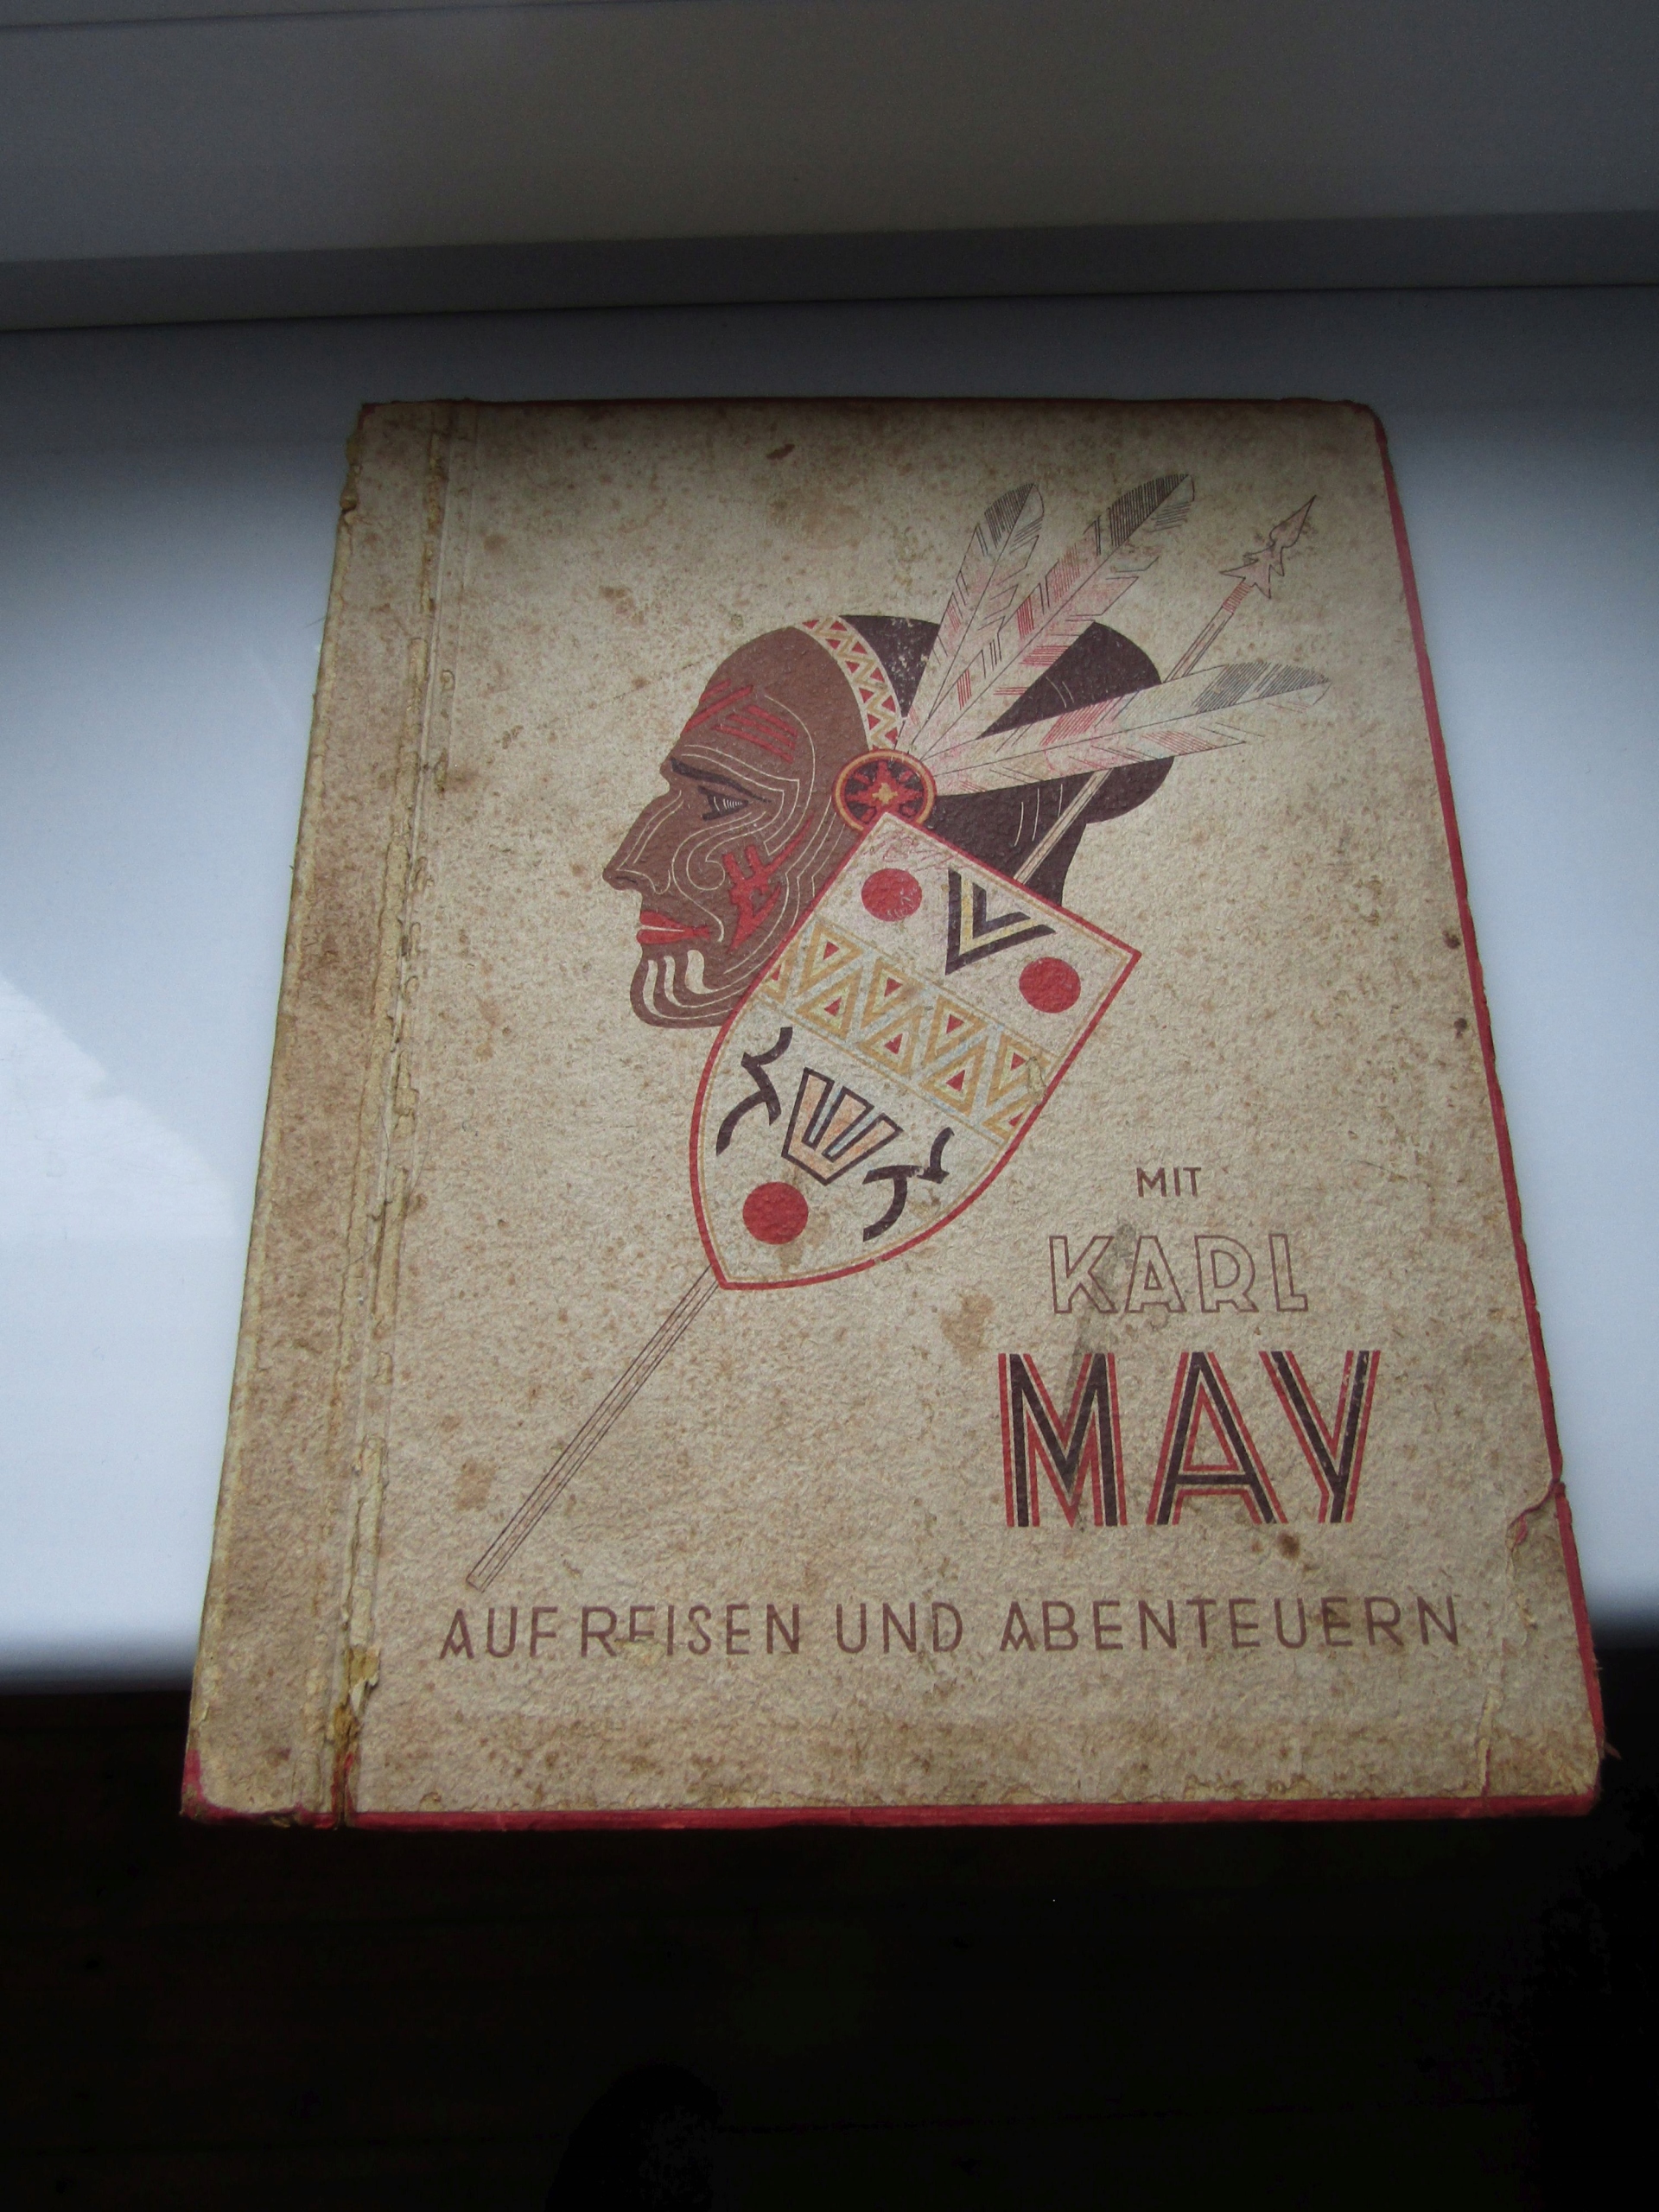 MIT
KARL
MAY
AUF REISEN UND ABENTEUERN